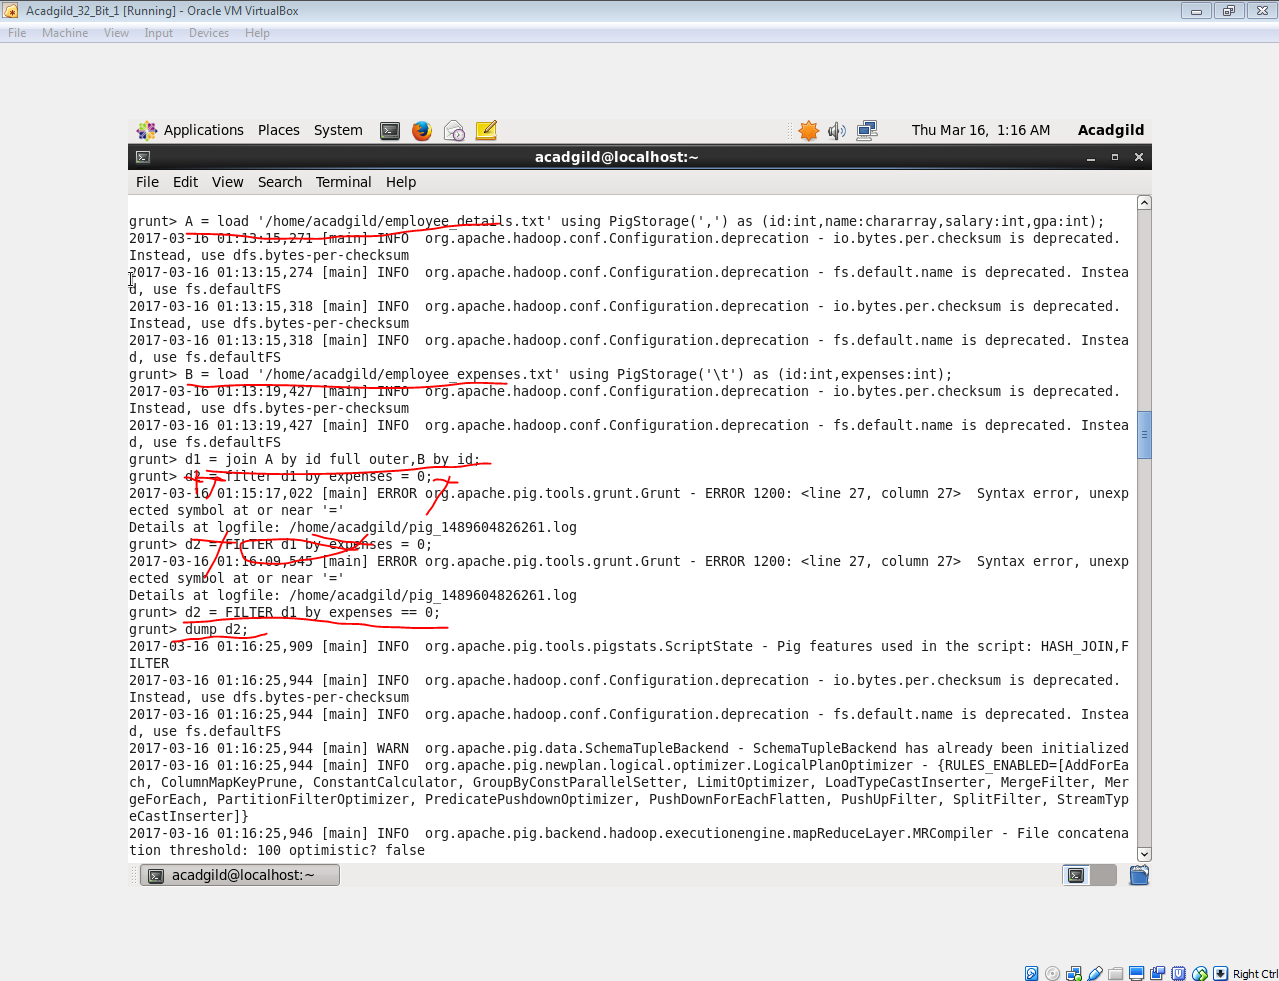 Acadgild_32_Bit_1 [Running] - Oracle VM VirtualBox
File Machine View Input Devices Help
Applications Places System Thu Mar 16, 1:16 AM Acadgild
acadgild@localhost:~
File Edit View Search Terminal Help
grunt> A = load '/home/acadgild/employee_details.txt' using PigStorage(',') as (id:int,name:chararray,salary:int,gpa:int);
2017-03-16 01:13:15,271 [main] INFO  org.apache.hadoop.conf.Configuration.deprecation - io.bytes.per.checksum is deprecated.
Instead, use dfs.bytes-per-checksum
2017-03-16 01:13:15,274 [main] INFO  org.apache.hadoop.conf.Configuration.deprecation - fs.default.name is deprecated. Instea
d, use fs.defaultFS
2017-03-16 01:13:15,318 [main] INFO  org.apache.hadoop.conf.Configuration.deprecation - io.bytes.per.checksum is deprecated.
Instead, use dfs.bytes-per-checksum
2017-03-16 01:13:15,318 [main] INFO  org.apache.hadoop.conf.Configuration.deprecation - fs.default.name is deprecated. Instea
d, use fs.defaultFS
grunt> B = load '/home/acadgild/employee_expenses.txt' using PigStorage('\t') as (id:int,expenses:int);
2017-03-16 01:13:19,427 [main] INFO  org.apache.hadoop.conf.Configuration.deprecation - io.bytes.per.checksum is deprecated.
Instead, use dfs.bytes-per-checksum
2017-03-16 01:13:19,427 [main] INFO  org.apache.hadoop.conf.Configuration.deprecation - fs.default.name is deprecated. Instea
d, use fs.defaultFS
grunt> d1 = join A by id full outer,B by id;
grunt> d2 = filter d1 by expenses = 0;
2017-03-16 01:15:17,022 [main] ERROR org.apache.pig.tools.grunt.Grunt - ERROR 1200: <line 27, column 27>  Syntax error, unexp
ected symbol at or near '='
Details at logfile: /home/acadgild/pig_1489604826261.log
grunt> d2 = FILTER d1 by expenses = 0;
2017-03-16 01:16:09,545 [main] ERROR org.apache.pig.tools.grunt.Grunt - ERROR 1200: <line 27, column 27>  Syntax error, unexp
ected symbol at or near '='
Details at logfile: /home/acadgild/pig_1489604826261.log
grunt> d2 = FILTER d1 by expenses == 0;
grunt> dump d2;
2017-03-16 01:16:25,909 [main] INFO  org.apache.pig.tools.pigstats.ScriptState - Pig features used in the script: HASH_JOIN,F
ILTER
2017-03-16 01:16:25,944 [main] INFO  org.apache.hadoop.conf.Configuration.deprecation - io.bytes.per.checksum is deprecated.
Instead, use dfs.bytes-per-checksum
2017-03-16 01:16:25,944 [main] INFO  org.apache.hadoop.conf.Configuration.deprecation - fs.default.name is deprecated. Instea
d, use fs.defaultFS
2017-03-16 01:16:25,944 [main] WARN  org.apache.pig.data.SchemaTupleBackend - SchemaTupleBackend has already been initialized
2017-03-16 01:16:25,944 [main] INFO  org.apache.pig.newplan.logical.optimizer.LogicalPlanOptimizer - {RULES_ENABLED=[AddForEa
ch, ColumnMapKeyPrune, ConstantCalculator, GroupByConstParallelSetter, LimitOptimizer, LoadTypeCastInserter, MergeFilter, Mer
geForEach, PartitionFilterOptimizer, PredicatePushdownOptimizer, PushDownForEachFlatten, PushUpFilter, SplitFilter, StreamTyp
eCastInserter]}
2017-03-16 01:16:25,946 [main] INFO  org.apache.pig.backend.hadoop.executionengine.mapReduceLayer.MRCompiler - File concatena
tion threshold: 100 optimistic? false
acadgild@localhost:~
Right Ctrl